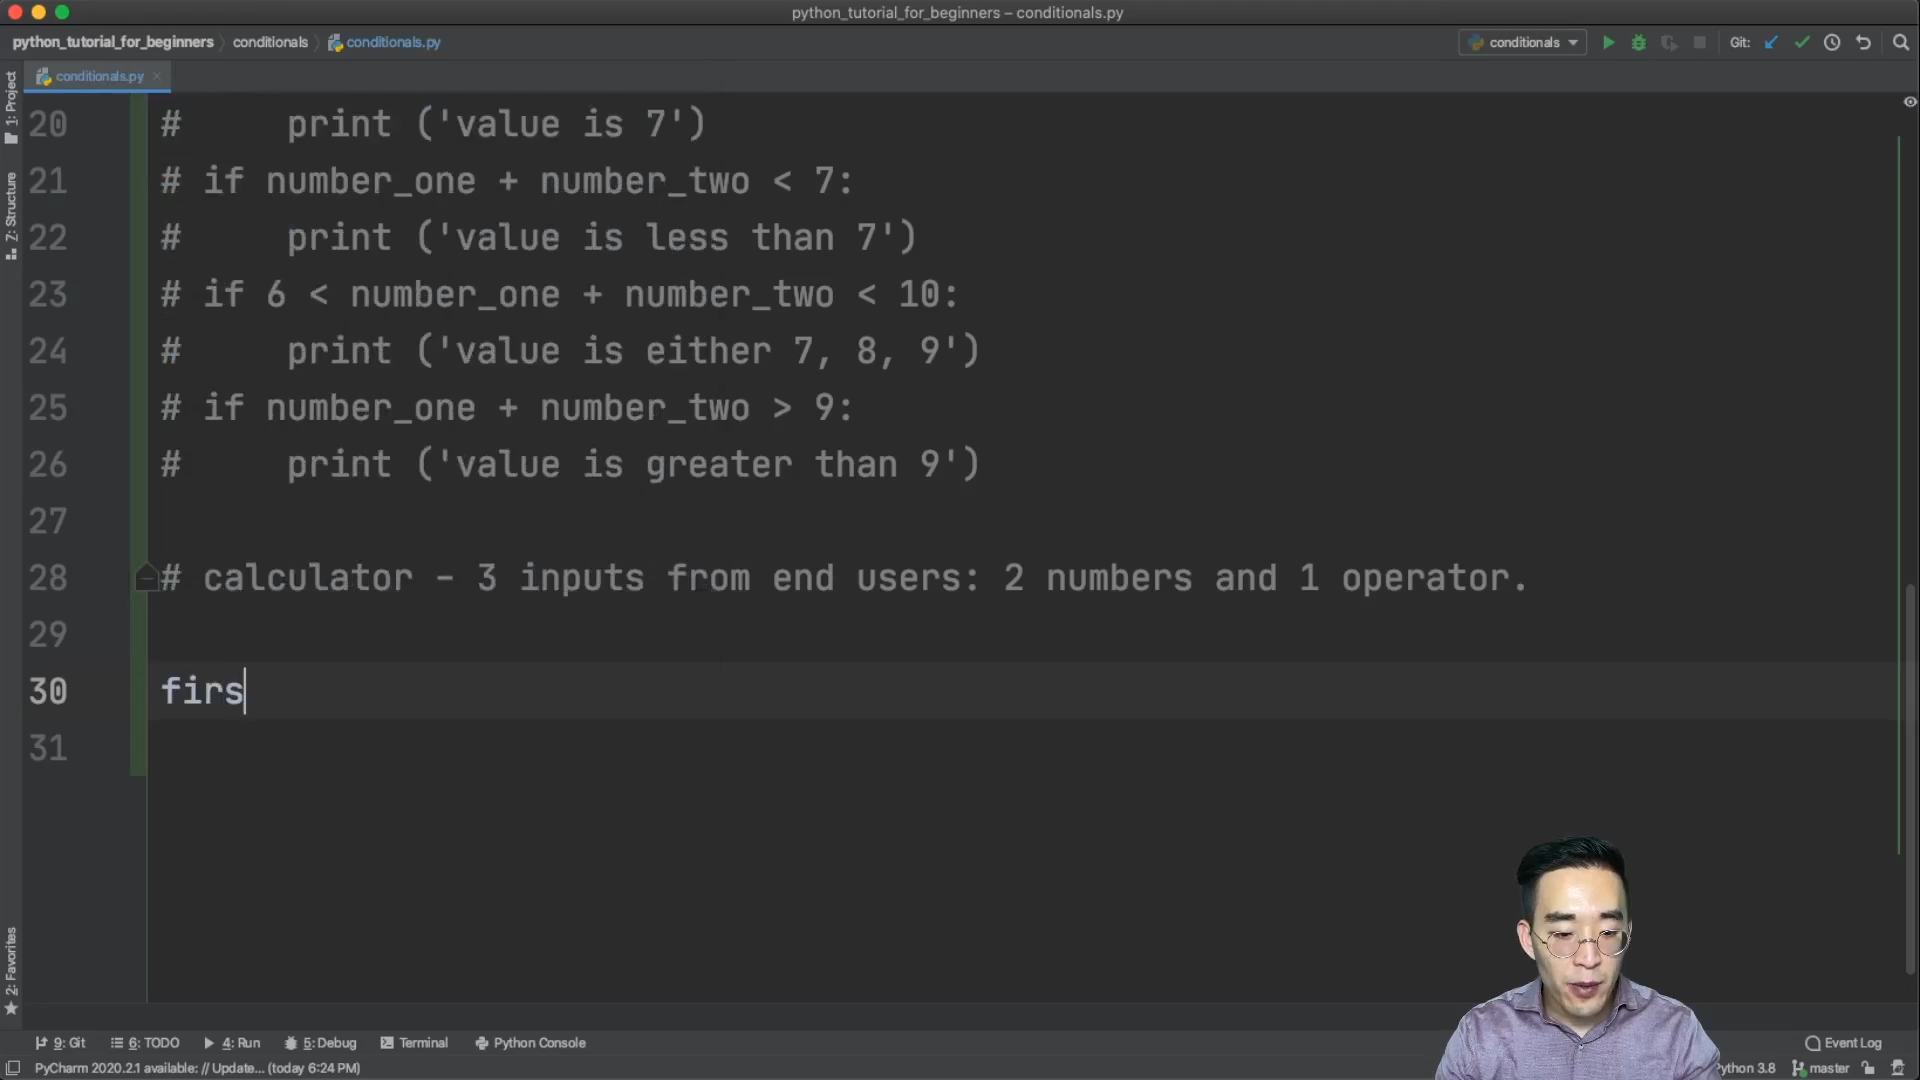 python_tutorial_for_beginners – conditionals.py
python_tutorial_for_beginners conditionals conditionals.py
conditionals Git:
conditionals.py
1: Project
Z: Structure
2: Favorites
20 #     print ('value is 7')
21 # if number_one + number_two < 7:
22 #     print ('value is less than 7')
23 # if 6 < number_one + number_two < 10:
24 #     print ('value is either 7, 8, 9')
25 # if number_one + number_two > 9:
26 #     print ('value is greater than 9')
27
28 # calculator - 3 inputs from end users: 2 numbers and 1 operator.
29
30 firs
31
9: Git 6: TODO 4: Run 5: Debug Terminal Python Console Event Log
PyCharm 2020.2.1 available: // Update... (today 6:24 PM) ython 3.8 master